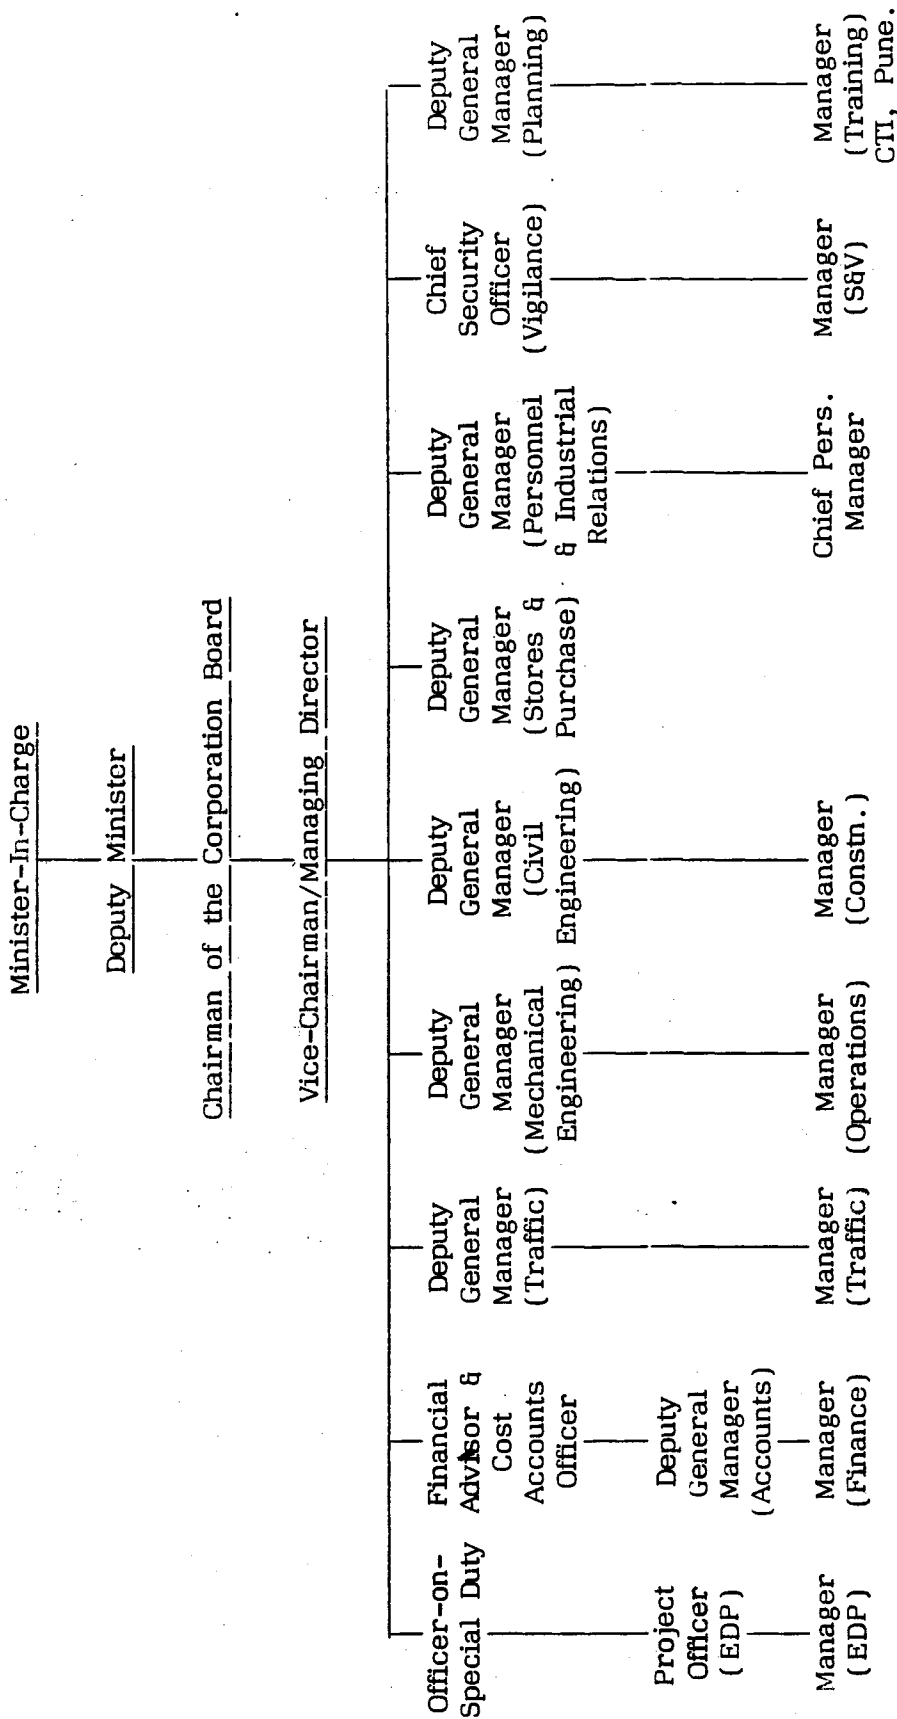 Minister-In-Charge
Deputy Minister
Chairman of the Corporation Board
Vice-Chairman/Managing Director
Officer-on-
Special Duty
Financial
Advisor &
Cost
Accounts
Officer
Deputy
General
Manager
(Traffic)
Deputy
General
Manager
(Mechanical
Engineering)
Deputy
General
Manager
(Civil
Engineering)
Deputy
General
Manager
(Stores &
Purchase)
Deputy
General
Manager
(Personnel
& Industrial
Relations)
Chief
Security
Officer
(Vigilance)
Deputy
General
Manager
(Planning)
Project
Officer
(EDP)
Deputy
General
Manager
(Accounts)
Manager
(EDP)
Manager
(Finance)
Manager
(Traffic)
Manager
(Operations)
Manager
(Constn.)
Chief Pers.
Manager
Manager
(S&V)
Manager
(Training)
CTI, Pune.